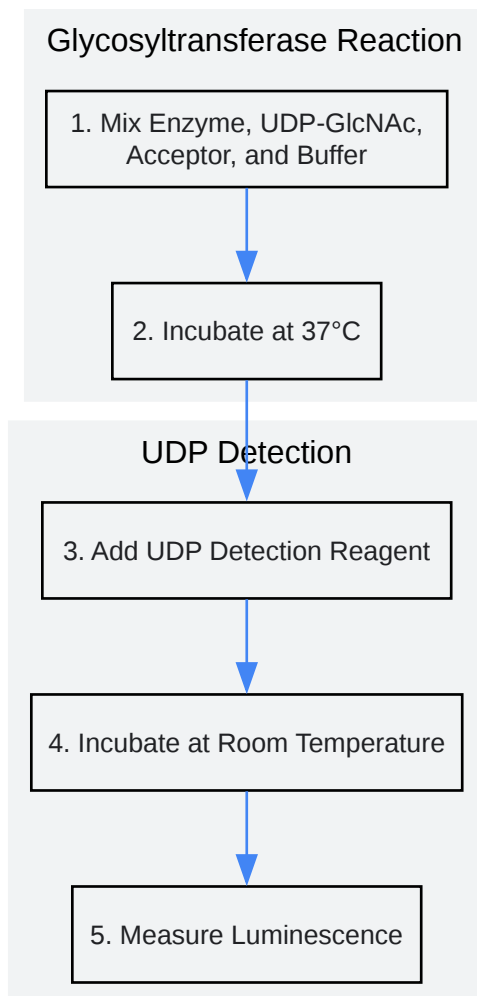 Glycosyltransferase Reaction
1. Mix Enzyme, UDP-GlcNAc,
Acceptor, and Buffer
2. Incubate at 37°C
UDP Detection
3. Add UDP Detection Reagent
4. Incubate at Room Temperature
5. Measure Luminescence